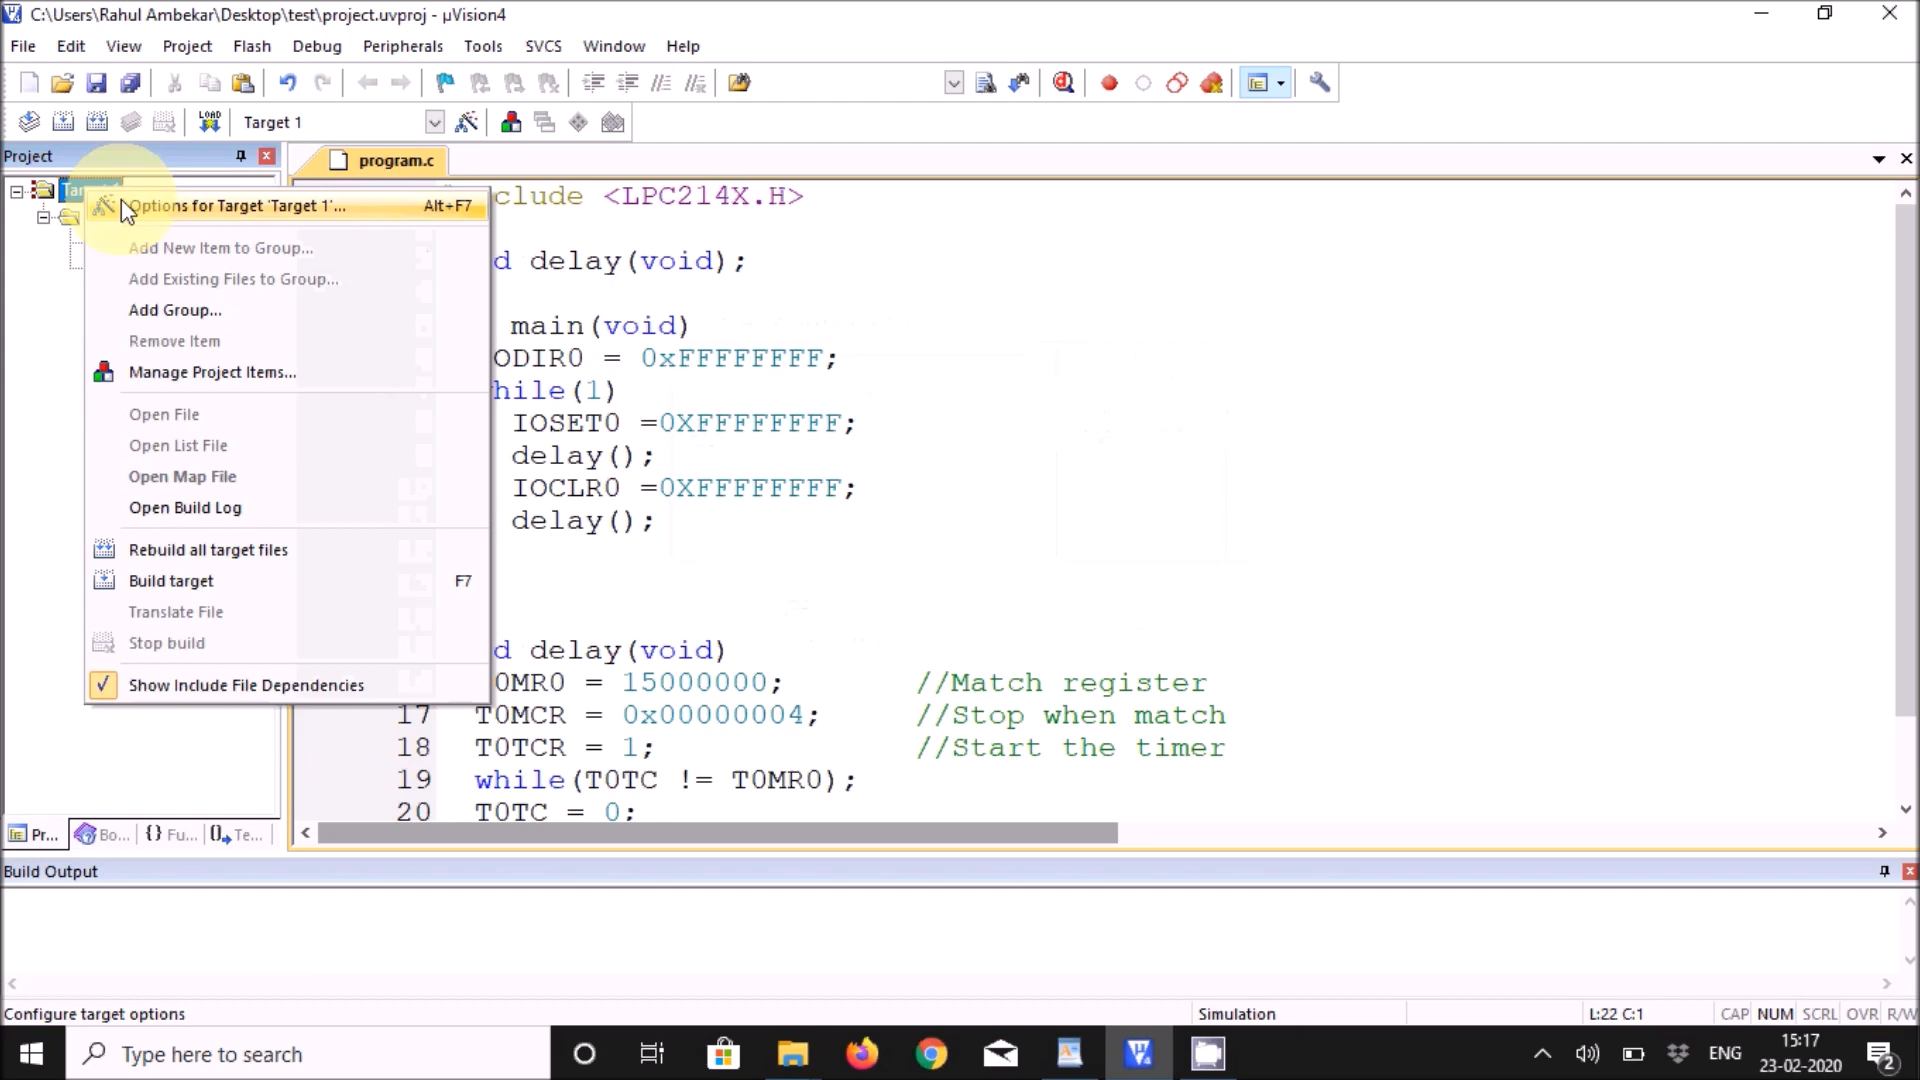 C:\Users\Rahul Ambekar\Desktop\test\project.uvproj - µVision4
File Edit View Project Flash Debug Peripherals Tools SVCS Window Help
LOAD Target 1
Project
program.c
Options for Target 'Target 1'... Alt+F7
Add New Item to Group...
Add Existing Files to Group...
Add Group...
Remove Item
Manage Project Items...
Open File
Open List File
Open Map File
Open Build Log
Rebuild all target files
Build target F7
Translate File
Stop build
Show Include File Dependencies
clude <LPC214X.H>
d delay(void);
main(void)
ODIR0 = 0xFFFFFFFF;
hile(1)
IOSET0 =0XFFFFFFFF;
delay();
IOCLR0 =0XFFFFFFFF;
delay();
d delay(void)
0MR0 = 15000000; //Match register
17 T0MCR = 0x00000004; //Stop when match
18 T0TCR = 1; //Start the timer
19 while(T0TC != T0MR0);
20 T0TC = 0;
Pr... Bo... {} Fu... Te...
Build Output
Configure target options Simulation L:22 C:1 CAP NUM SCRL OVR R/W
Type here to search
ENG
15:17
23-02-2020
2